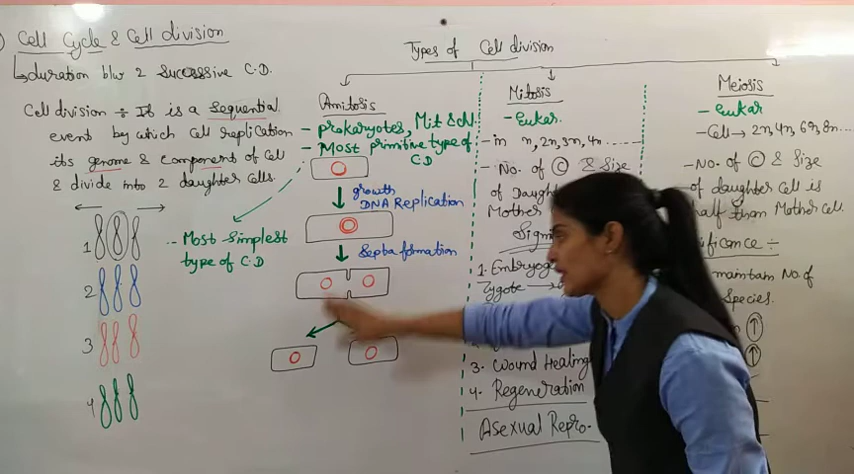 Cell Cycle & Cell division
duration b/w 2 successive C.D.
Cell division ÷ It is a sequential
event by which cell replication
its genome & component of cell
& divide into 2 daughter cells.
1
2
3
4
Types of Cell division
Amitosis
- prokaryotes, Mit & chl
- Most primitive type of
C.D
growth
DNA Replication
Septa formation
- Most simplest
type of C.D
Mitosis
- Eukar.
- in n, 2n, 3n, 4n......
- No. of © & Size
of Daught
Mother
1. Embryog
Zygote →
3. Wound Healing
4. Regeneration
Asexual Repro.
Meiosis
- Eukar
- Cell → 2n, 4n, 6n, 8n...
- No. of © & Size
of daughter cell is
half than Mother cell.
ificance ÷
maintain No. of
Species.